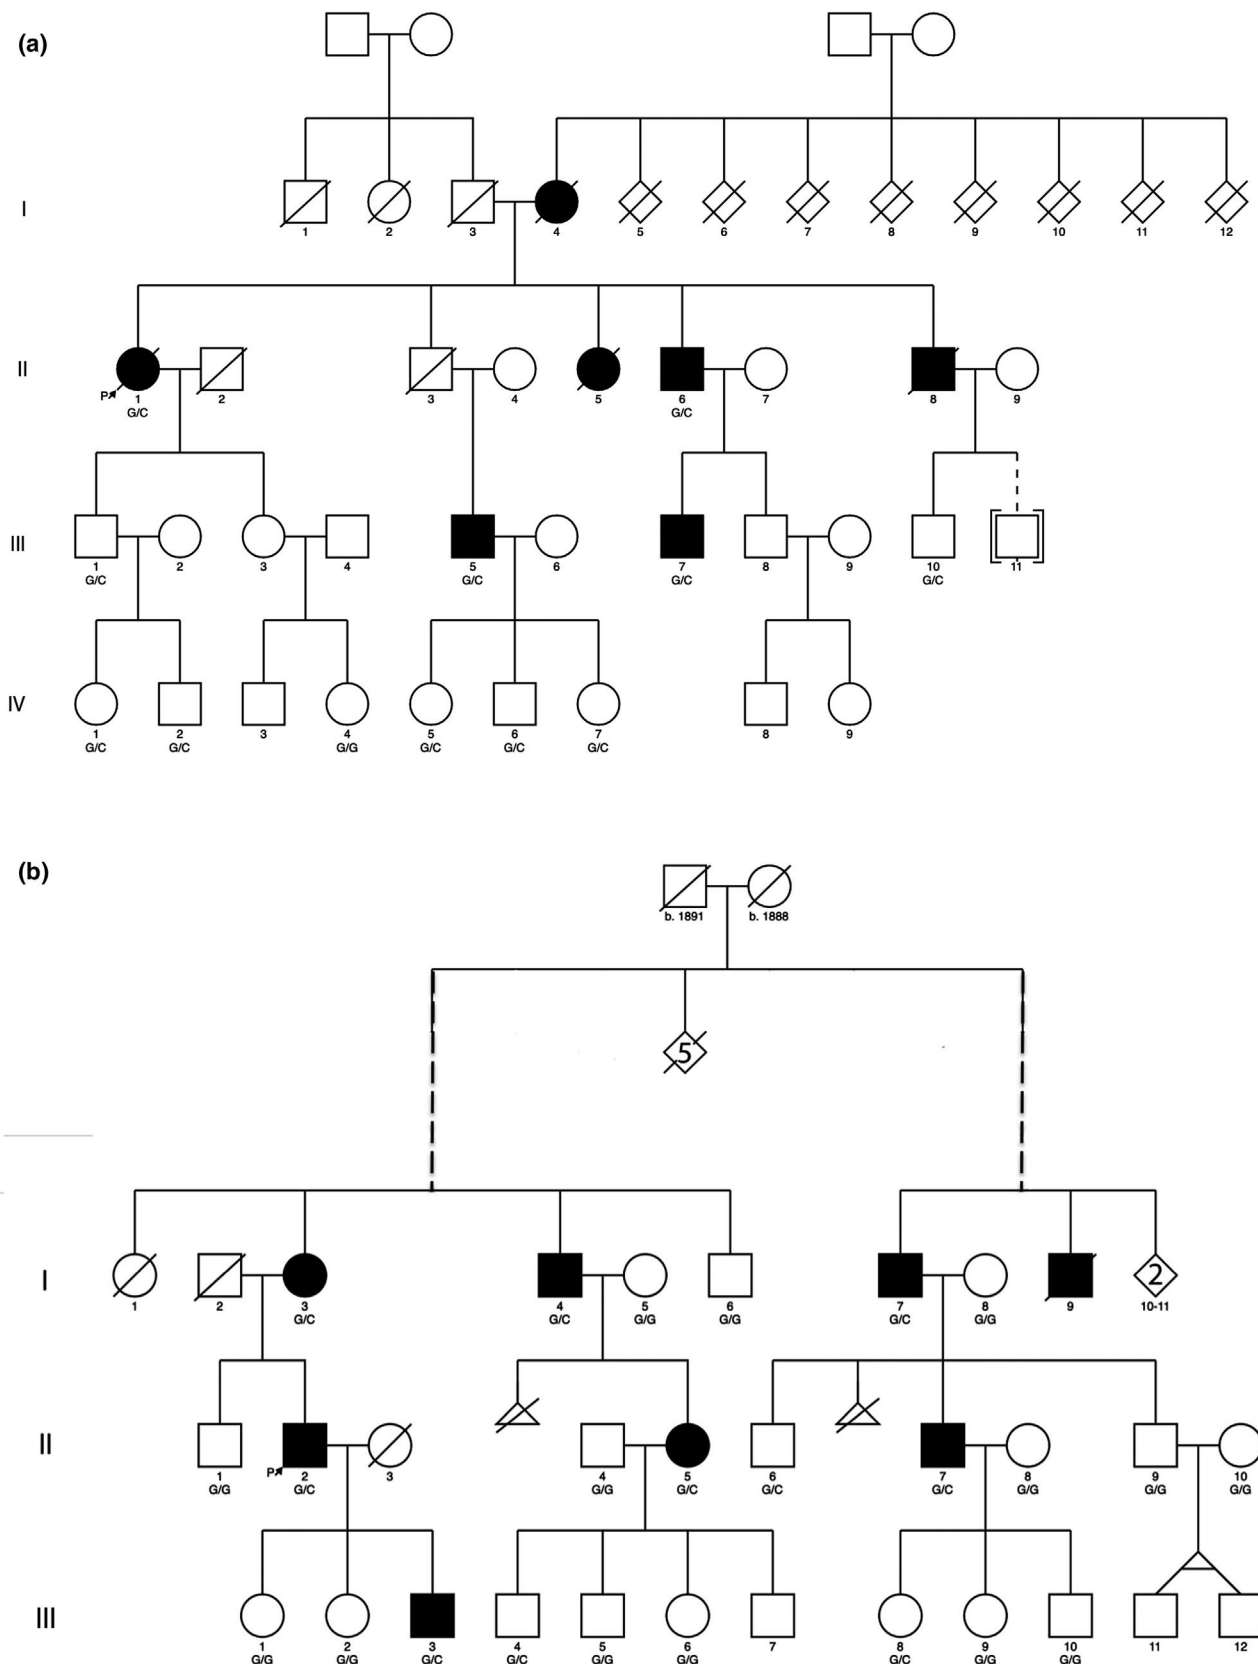 (a)
I
1 2 3 4 5 6 7 8 9 10 11 12
II
P 1 2 3 4 5 6 7 8 9
G/C G/C
III
1 2 3 4 5 6 7 8 9 10 11
G/C G/C G/C G/C
IV
1 2 3 4 5 6 7 8 9
G/C G/C G/G G/C G/C G/C
(b)
b. 1891 b. 1888
5
I
2
1 2 3 4 5 6 7 8 9 10-11
G/C G/C G/G G/G G/C G/G
II
P 1 2 3 4 5 6 7 8 9 10
G/G G/C G/G G/C G/C G/C G/G G/G G/G
III
1 2 3 4 5 6 7 8 9 10 11 12
G/G G/G G/C G/C G/G G/G G/C G/G G/G